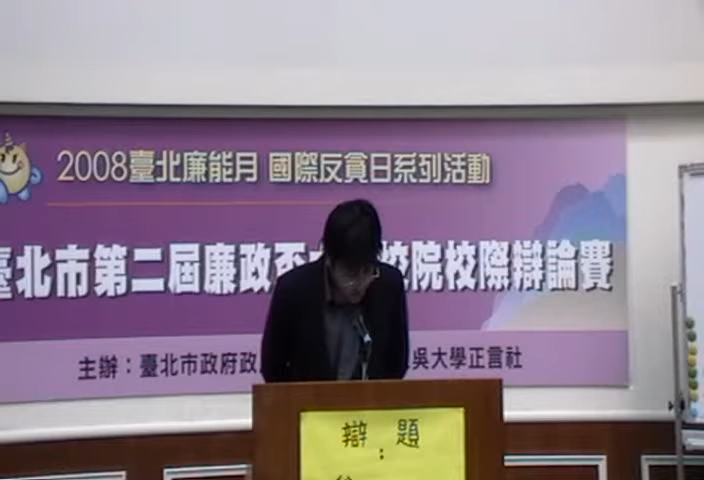 2008臺北廉能月 國際反貪日系列活動
臺北市第二屆廉政盃 校院校際辯論賽
主辦：臺北市政府政 吳大學正言社
辯題：